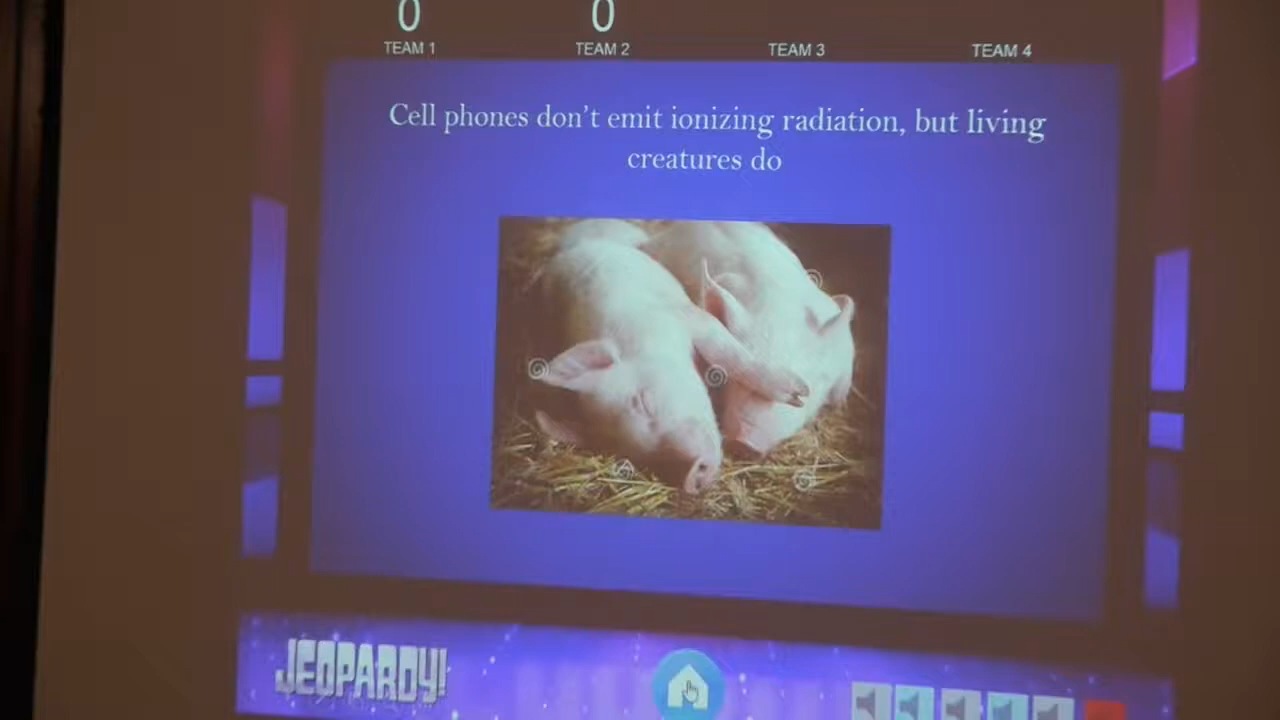 0 0
TEAM 1 TEAM 2 TEAM 3 TEAM 4
Cell phones don't emit ionizing radiation, but living
creatures do
JEOPARDY!